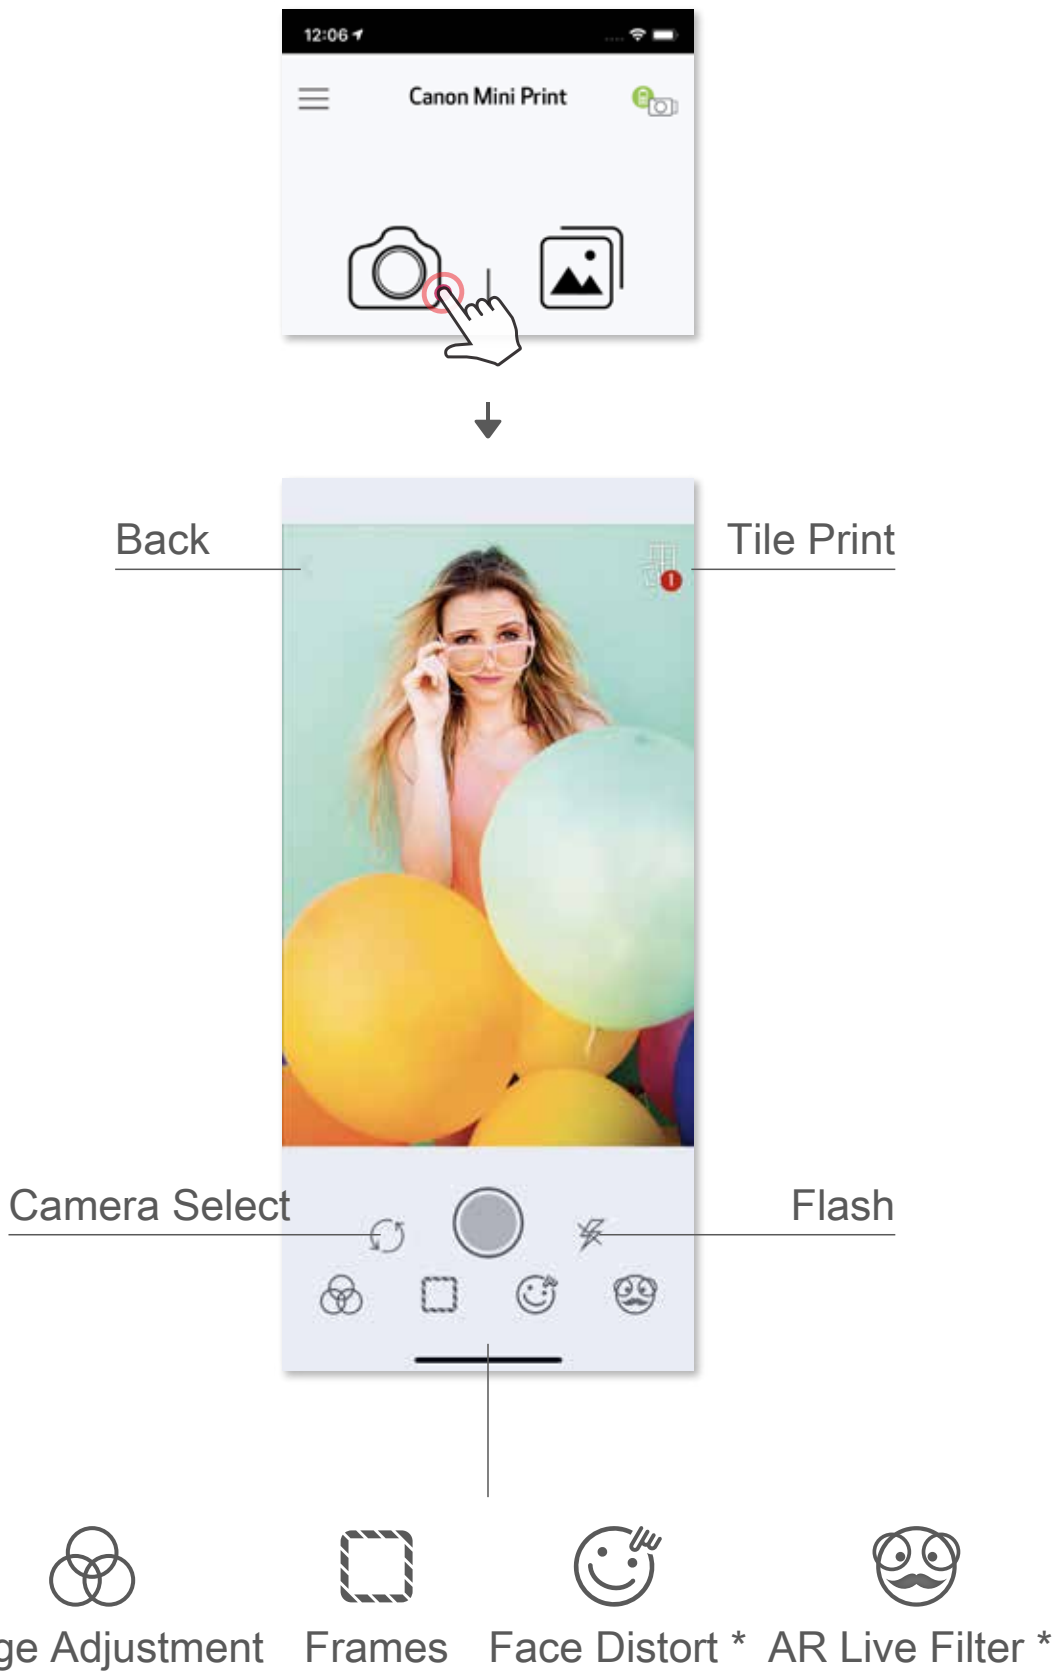 12:06
Canon Mini Print
Back
Tile Print
1
Camera Select
Flash
ge Adjustment
Frames
Face Distort *
AR Live Filter *